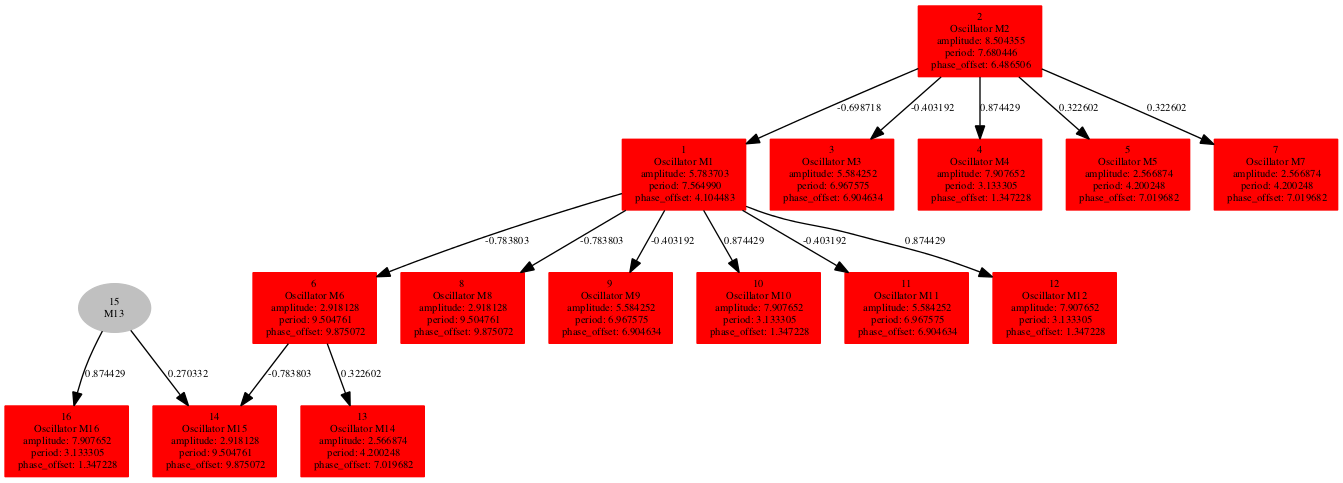 2
Oscillator M2
amplitude: 8.504355
period: 7.680446
phase_offset: 6.486506
-0.698718
-0.403192
0.874429
-0.322602
0.322602
1
Oscillator M1
amplitude: 5.783703
period: 7.564990
phase_offset: 4.104483
3
Oscillator M3
amplitude: 5.584252
period: 6.967575
phase_offset: 6.904634
4
Oscillator M4
amplitude: 7.907652
period: 3.133305
phase_offset: 1.347228
5
Oscillator M5
amplitude: 2.566874
period: 4.200248
phase_offset: 7.019682
7
Oscillator M7
amplitude: 2.566874
period: 4.200248
phase_offset: 7.019682
-0.783803
-0.783803
-0.403192
0.874429
-0.403192
0.874429
15
M13
6
Oscillator M6
amplitude: 2.918128
period: 9.504761
phase_offset: 9.875072
8
Oscillator M8
amplitude: 2.918128
period: 9.504761
phase_offset: 9.875072
9
Oscillator M9
amplitude: 5.584252
period: 6.967575
phase_offset: 6.904634
10
Oscillator M10
amplitude: 7.907652
period: 3.133305
phase_offset: 1.347228
11
Oscillator M11
amplitude: 5.584252
period: 6.967575
phase_offset: 6.904634
12
Oscillator M12
amplitude: 7.907652
period: 3.133305
phase_offset: 1.347228
0.874429
0.270332
-0.783803
0.322602
16
Oscillator M16
amplitude: 7.907652
period: 3.133305
phase_offset: 1.347228
14
Oscillator M15
amplitude: 2.918128
period: 9.504761
phase_offset: 9.875072
13
Oscillator M14
amplitude: 2.566874
period: 4.200248
phase_offset: 7.019682